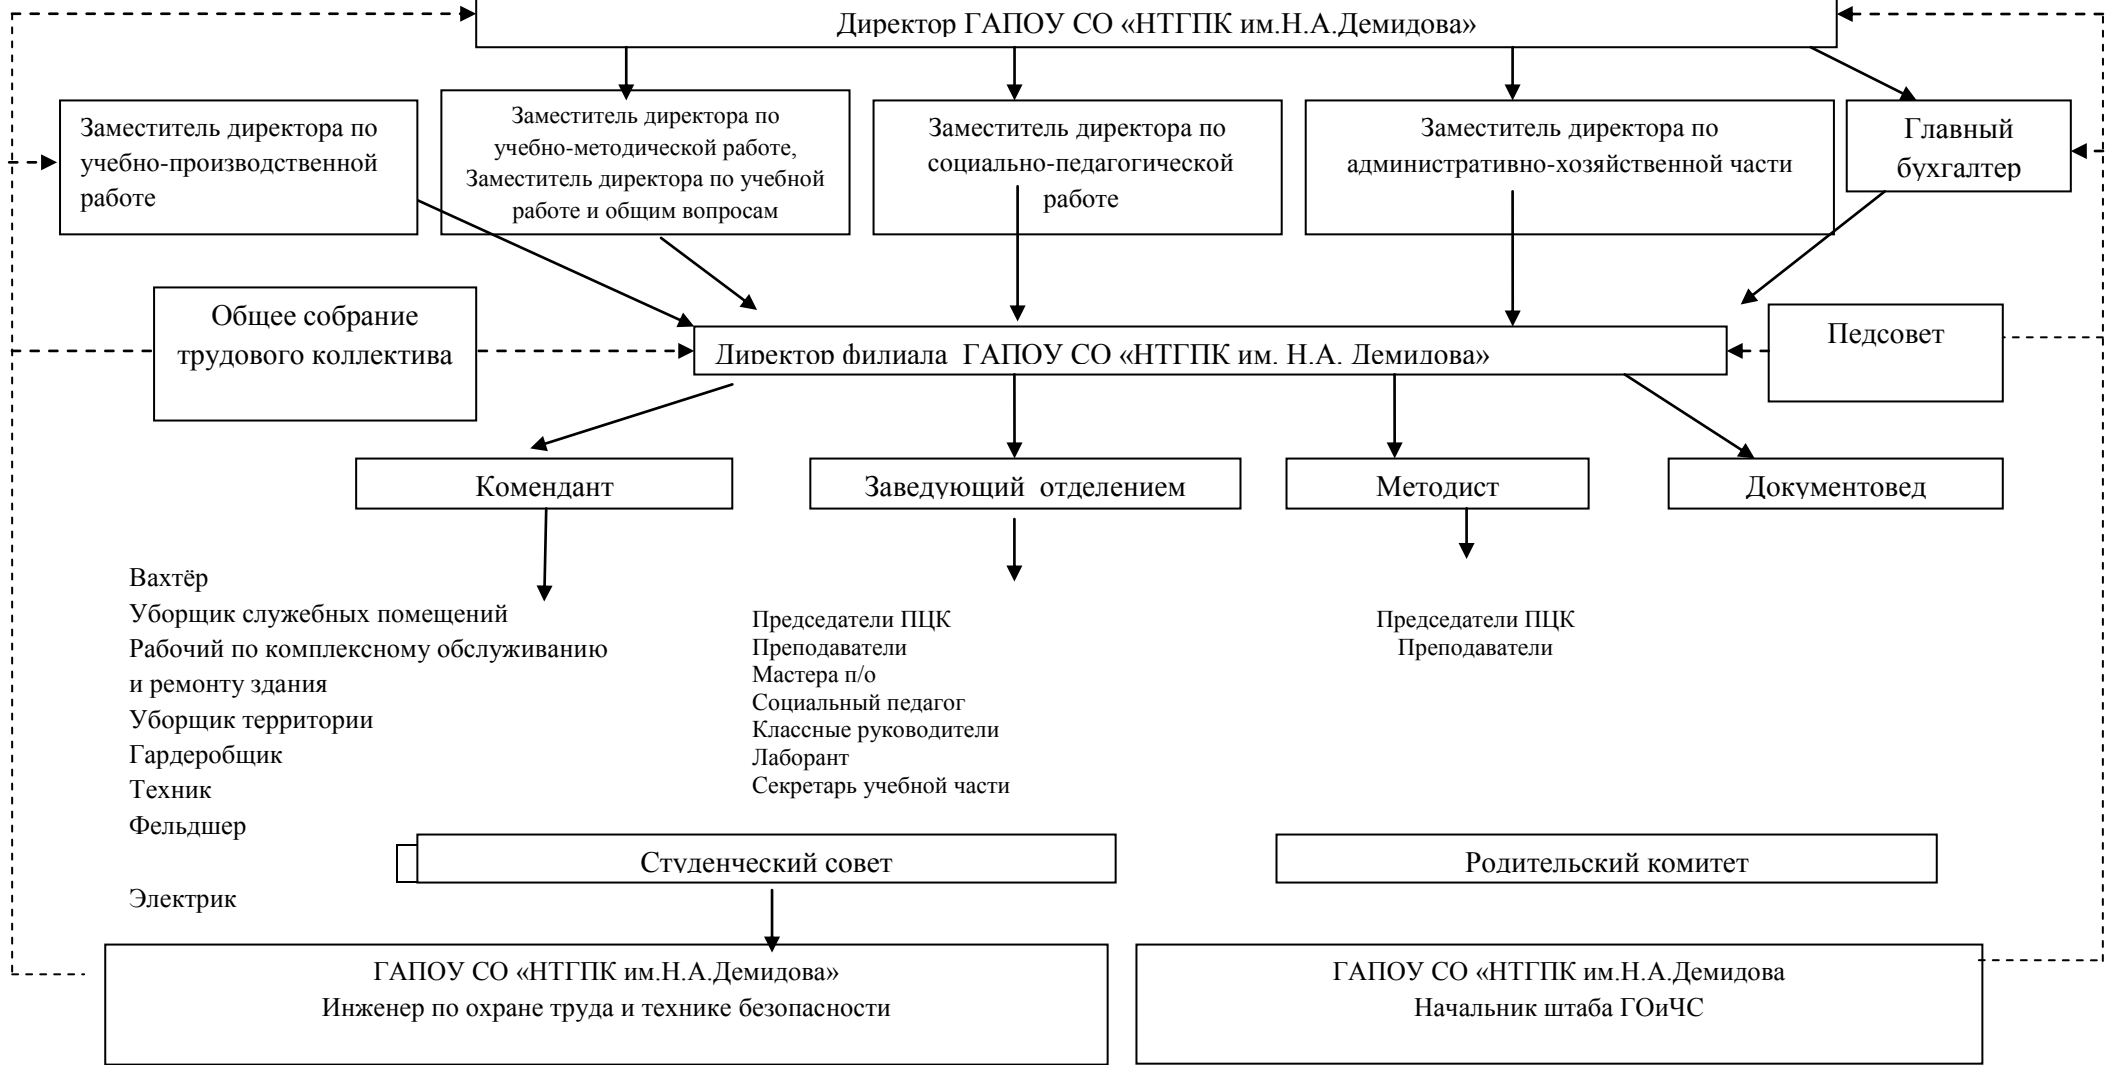 Директор ГАПОУ СО «НТГПК им.Н.А.Демидова»
Заместитель директора по
учебно-производственной
работе
Заместитель директора по
учебно-методической работе,
Заместитель директора по учебной
работе и общим вопросам
Заместитель директора по
социально-педагогической
работе
Заместитель директора по
административно-хозяйственной части
Главный
бухгалтер
Общее собрание
трудового коллектива
Директор филиала ГАПОУ СО «НТГПК им. Н.А. Демидова»
Педсовет
Комендант
Заведующий отделением
Методист
Документовед
Вахтёр
Уборщик служебных помещений
Рабочий по комплексному обслуживанию
и ремонту здания
Уборщик территории
Гардеробщик
Техник
Фельдшер
Электрик
Председатели ПЦК
Преподаватели
Мастера п/о
Социальный педагог
Классные руководители
Лаборант
Секретарь учебной части
Председатели ПЦК
Преподаватели
Студенческий совет
Родительский комитет
ГАПОУ СО «НТГПК им.Н.А.Демидова»
Инженер по охране труда и технике безопасности
ГАПОУ СО «НТГПК им.Н.А.Демидова
Начальник штаба ГОиЧС